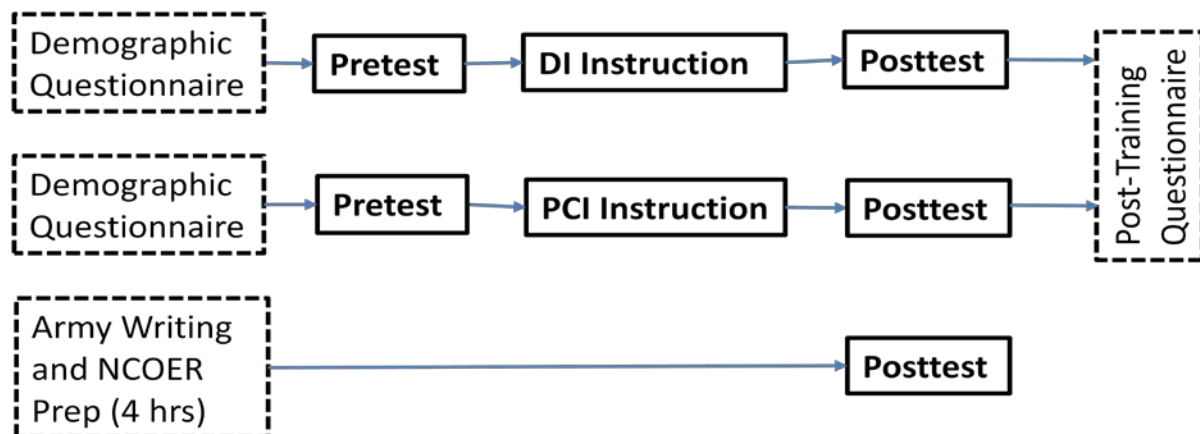 Demographic
Questionnaire
Pretest
DI Instruction
Posttest
Demographic
Questionnaire
Pretest
PCI Instruction
Posttest
Post-Training
Questionnaire
Army Writing
and NCOER
Prep (4 hrs)
Posttest